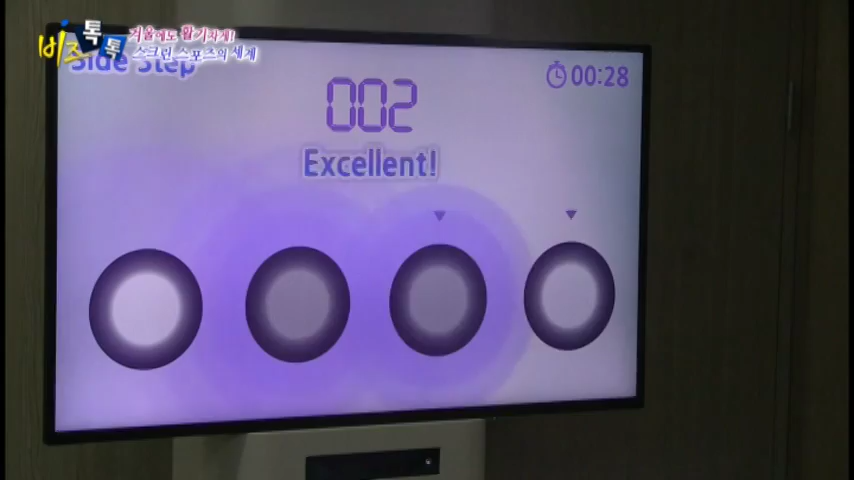 비즈톡톡
겨울에도 활기차게!
스크린 스포츠의 세계
Side Step
00:28
002
Excellent!